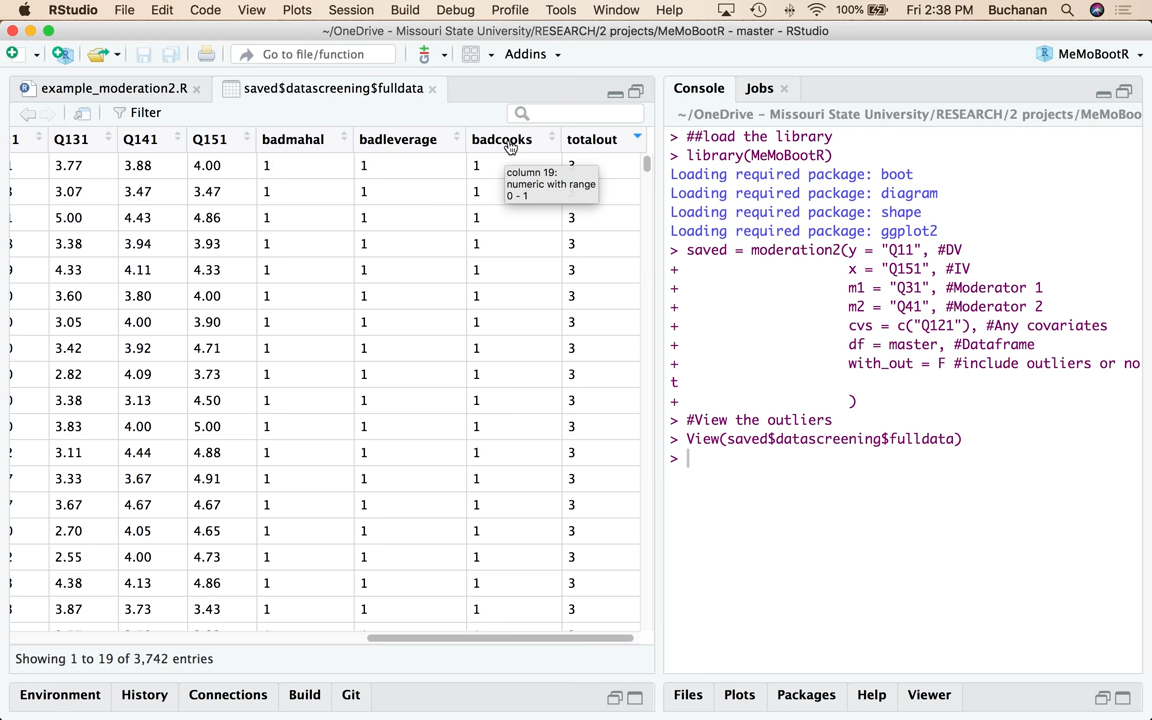 RStudio File Edit Code View Plots Session Build Debug Profile Tools Window Help 100% Fri 2:38 PM Buchanan
~/OneDrive - Missouri State University/RESEARCH/2 projects/MeMoBootR - master - RStudio
Go to file/function Addins MeMoBootR
example_moderation2.R saved$datascreening$fulldata
Filter
1 Q131 Q141 Q151 badmahal badleverage badcooks totalout
3.77 3.88 4.00 1 1 1 3
3.07 3.47 3.47 1 1 1
5.00 4.43 4.86 1 1 1 3
3.38 3.94 3.93 1 1 1 3
4.33 4.11 4.33 1 1 1 3
3.60 3.80 4.00 1 1 1 3
3.05 4.00 3.90 1 1 1 3
3.42 3.92 4.71 1 1 1 3
2.82 4.09 3.73 1 1 1 3
3.38 3.13 4.50 1 1 1 3
3.83 4.00 5.00 1 1 1 3
3.11 4.44 4.88 1 1 1 3
3.33 3.67 4.91 1 1 1 3
3.67 4.67 4.67 1 1 1 3
2.70 4.05 4.65 1 1 1 3
2.55 4.00 4.73 1 1 1 3
4.38 4.13 4.86 1 1 1 3
3.87 3.73 3.43 1 1 1 3
column 19:
numeric with range
0 - 1
Showing 1 to 19 of 3,742 entries
Environment History Connections Build Git
Console Jobs
~/OneDrive - Missouri State University/RESEARCH/2 projects/MeMoBoo
> ##load the library
> library(MeMoBootR)
Loading required package: boot
Loading required package: diagram
Loading required package: shape
Loading required package: ggplot2
> saved = moderation2(y = "Q11", #DV
+ x = "Q151", #IV
+ m1 = "Q31", #Moderator 1
+ m2 = "Q41", #Moderator 2
+ cvs = c("Q121"), #Any covariates
+ df = master, #Dataframe
+ with_out = F #include outliers or no
t
+ )
> #View the outliers
> View(saved$datascreening$fulldata)
>
Files Plots Packages Help Viewer